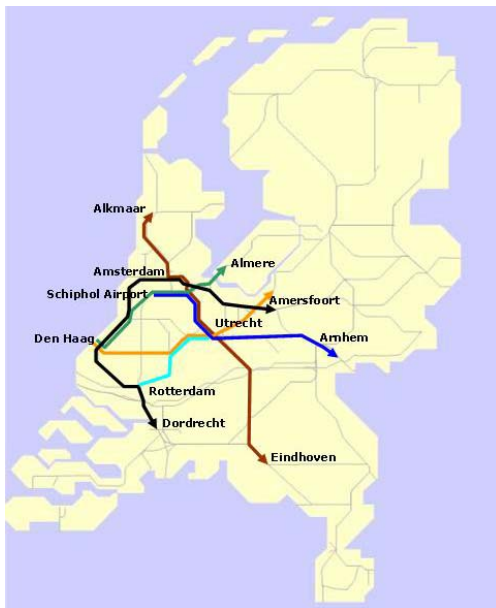 Alkmaar
Almere
Amsterdam
Schiphol Airport
Amersfoort
Utrecht
Den Haag
Arnhem
Rotterdam
Dordrecht
Eindhoven